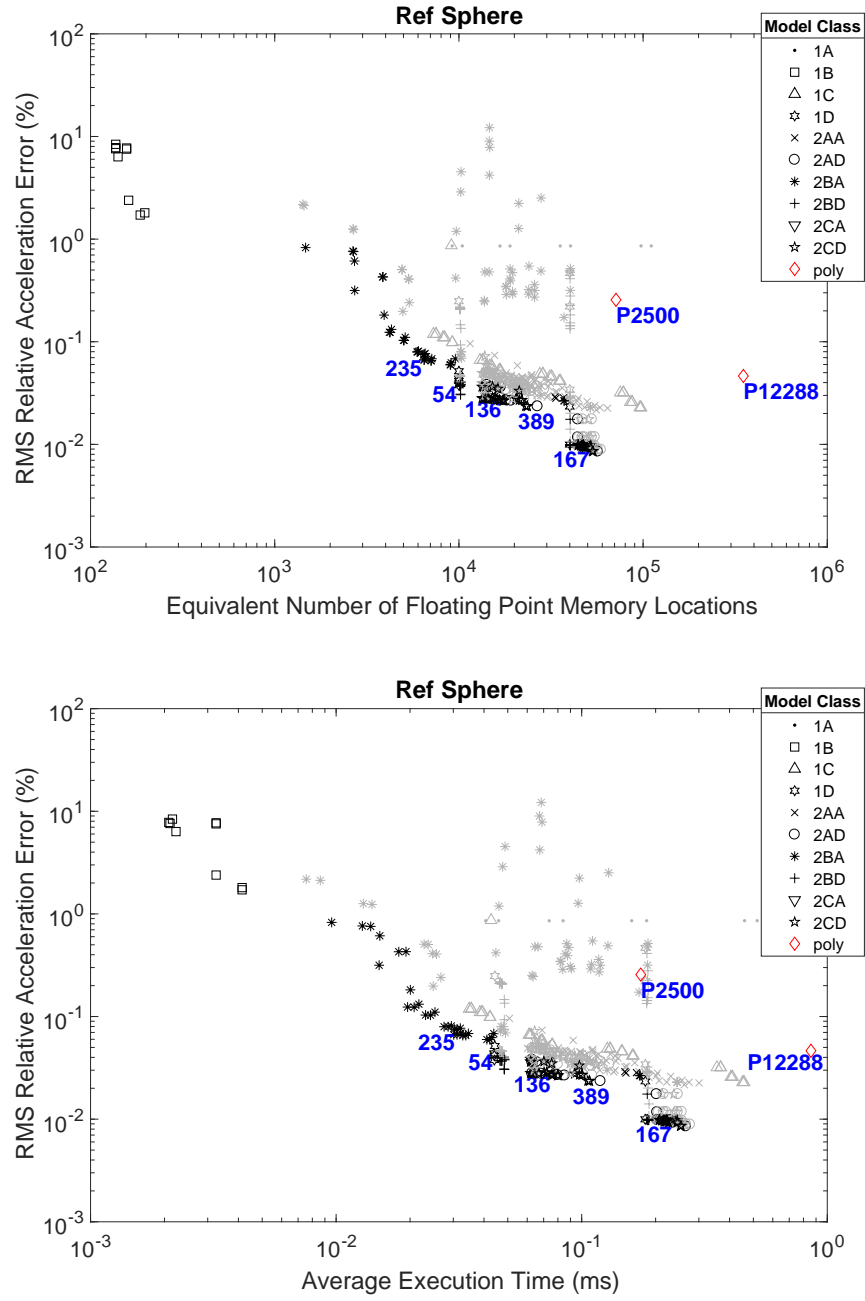 Ref Sphere
10^2
10^1
10^0
10^-1
10^-2
10^-3
RMS Relative Acceleration Error (%)
Model Class
1A
1B
1C
1D
2AA
2AD
2BA
2BD
2CA
2CD
poly
P2500
P12288
235
54
136
389
167
10^2
10^3
10^4
10^5
10^6
Equivalent Number of Floating Point Memory Locations
Ref Sphere
10^2
10^1
10^0
10^-1
10^-2
10^-3
RMS Relative Acceleration Error (%)
Model Class
1A
1B
1C
1D
2AA
2AD
2BA
2BD
2CA
2CD
poly
P2500
P12288
235
54
136
389
167
10^-3
10^-2
10^-1
10^0
Average Execution Time (ms)